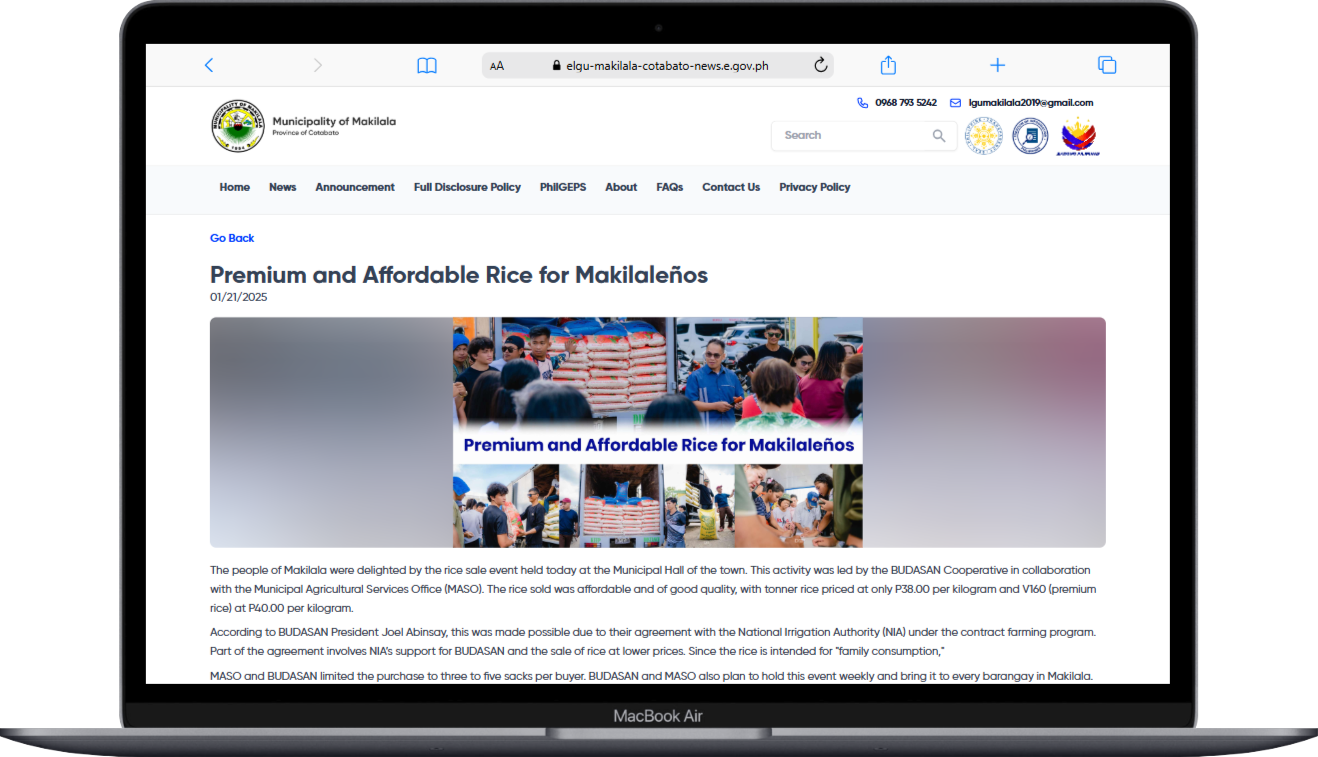 AA
elgu-makilala-cotabato-news.e.gov.ph
0968 793 5242
lgumakilala2019@gmail.com
Municipality of Makilala
Province of Cotabato
Search
Home News Announcement Full Disclosure Policy PhilGEPS About FAQs Contact Us Privacy Policy
Go Back
Premium and Affordable Rice for Makilaleños
01/21/2025
Premium and Affordable Rice for Makilaleños
The people of Makilala were delighted by the rice sale event held today at the Municipal Hall of the town. This activity was led by the BUDASAN Cooperative in collaboration
with the Municipal Agricultural Services Office (MASO). The rice sold was affordable and of good quality, with tonner rice priced at only P38.00 per kilogram and V160 (premium
rice) at P40.00 per kilogram.
According to BUDASAN President Joel Abinsay, this was made possible due to their agreement with the National Irrigation Authority (NIA) under the contract farming program.
Part of the agreement involves NIA's support for BUDASAN and the sale of rice at lower prices. Since the rice is intended for "family consumption,"
MASO and BUDASAN limited the purchase to three to five sacks per buyer. BUDASAN and MASO also plan to hold this event weekly and bring it to every barangay in Makilala.
MacBook Air